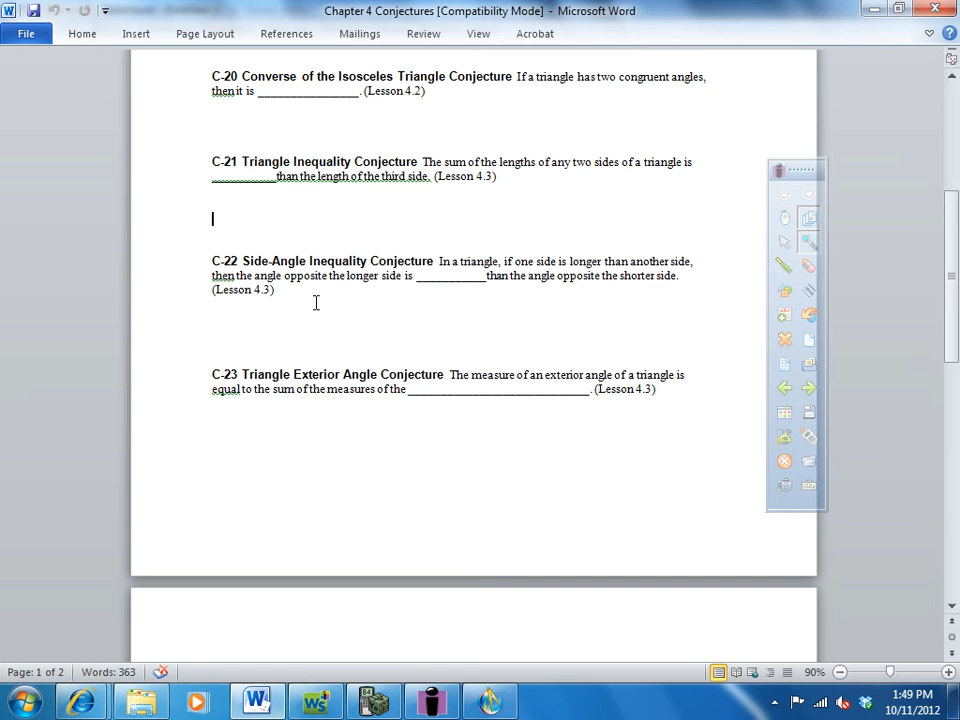 Chapter 4 Conjectures [Compatibility Mode] - Microsoft Word
File Home Insert Page Layout References Mailings Review View Acrobat
C-20 Converse of the Isosceles Triangle Conjecture If a triangle has two congruent angles,
then it is ________________. (Lesson 4.2)
C-21 Triangle Inequality Conjecture The sum of the lengths of any two sides of a triangle is
___________than the length of the third side. (Lesson 4.3)
C-22 Side-Angle Inequality Conjecture In a triangle, if one side is longer than another side,
then the angle opposite the longer side is ___________than the angle opposite the shorter side.
(Lesson 4.3)
C-23 Triangle Exterior Angle Conjecture The measure of an exterior angle of a triangle is
equal to the sum of the measures of the _____________________________. (Lesson 4.3)
Page: 1 of 2 Words: 363 90%
W Ws 84
1:49 PM
10/11/2012